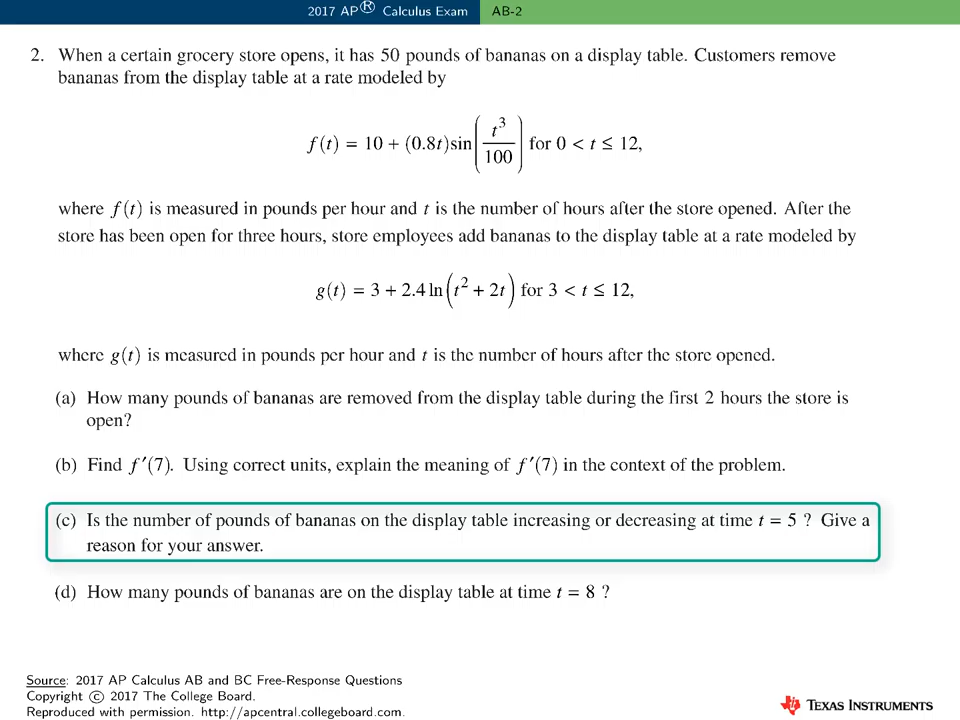 2017 AP® Calculus Exam AB-2
2. When a certain grocery store opens, it has 50 pounds of bananas on a display table. Customers remove
bananas from the display table at a rate modeled by
f(t) = 10 + (0.8t)sin(t³/100) for 0 < t ≤ 12,
where f(t) is measured in pounds per hour and t is the number of hours after the store opened. After the
store has been open for three hours, store employees add bananas to the display table at a rate modeled by
g(t) = 3 + 2.4 ln(t² + 2t) for 3 < t ≤ 12,
where g(t) is measured in pounds per hour and t is the number of hours after the store opened.
(a) How many pounds of bananas are removed from the display table during the first 2 hours the store is
open?
(b) Find f′(7). Using correct units, explain the meaning of f′(7) in the context of the problem.
(c) Is the number of pounds of bananas on the display table increasing or decreasing at time t = 5 ? Give a
reason for your answer.
(d) How many pounds of bananas are on the display table at time t = 8 ?
Source: 2017 AP Calculus AB and BC Free-Response Questions
Copyright © 2017 The College Board.
Reproduced with permission. http://apcentral.collegeboard.com.
TEXAS INSTRUMENTS